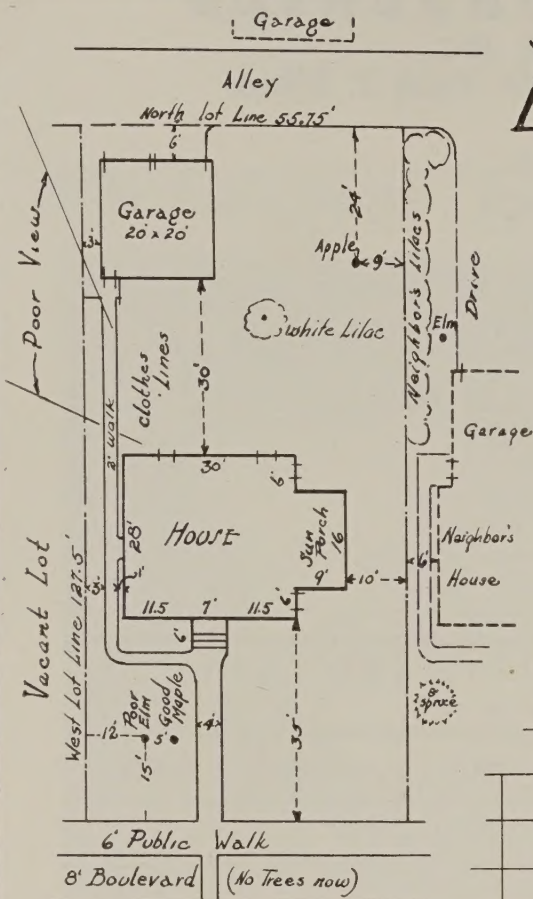 Garage
Alley
North lot Line 55.75'
6'
Garage
20' x 20'
3'
Poor View
24'
Apple
9'
Neighbor's Lilacs
Drive
Elm
white Lilac
clothes Lines
30'
2' walk
Garage
30'
6'
28'
HOUSE
Sun Porch
16
9'
10'
6'
Neighbor's
House
3'
1'
11.5
7'
11.5
6'
6'
Vacant Lot
West Lot Line 127.5'
8'
spruce
Poor Elm
Good Maple
12'
5'
4'
15'
35'
6' Public Walk
8' Boulevard (No Trees now)